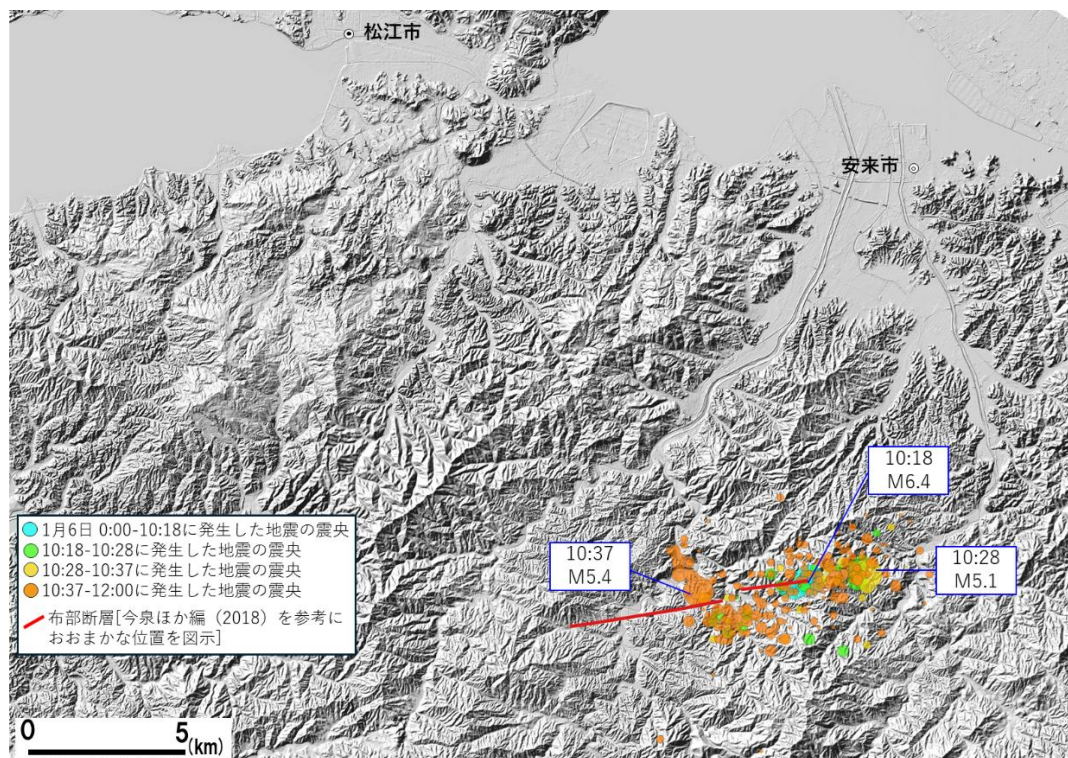 松江市
安来市
10:18
M6.4
10:37
M5.4
10:28
M5.1
1月6日 0:00-10:18に発生した地震の震央
10:18-10:28に発生した地震の震央
10:28-10:37に発生した地震の震央
10:37-12:00に発生した地震の震央
布部断層[今泉ほか編（2018）を参考に
おおまかな位置を図示]
0 5(km)